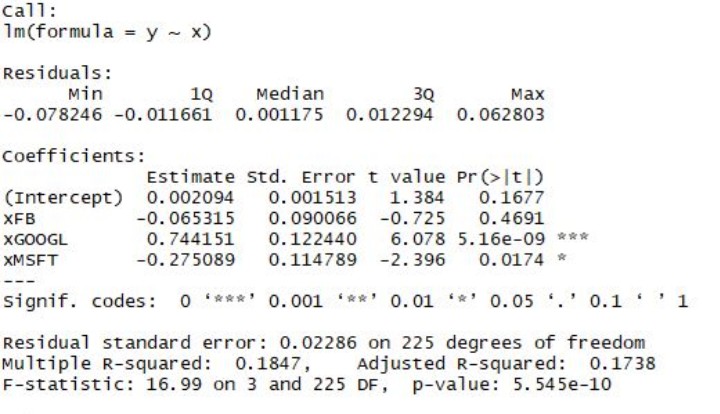 Call:
lm(formula = y ~ x)
Residuals:
Min 1Q Median 3Q Max
-0.078246 -0.011661 0.001175 0.012294 0.062803
Coefficients:
Estimate Std. Error t value Pr(>|t|)
(Intercept) 0.002094 0.001513 1.384 0.1677
xFB -0.065315 0.090066 -0.725 0.4691
xGOOGL 0.744151 0.122440 6.078 5.16e-09 ***
xMSFT -0.275089 0.114789 -2.396 0.0174 *
---
Signif. codes: 0 ‘***’ 0.001 ‘**’ 0.01 ‘*’ 0.05 ‘.’ 0.1 ‘ ’ 1
Residual standard error: 0.02286 on 225 degrees of freedom
Multiple R-squared: 0.1847, Adjusted R-squared: 0.1738
F-statistic: 16.99 on 3 and 225 DF, p-value: 5.545e-10